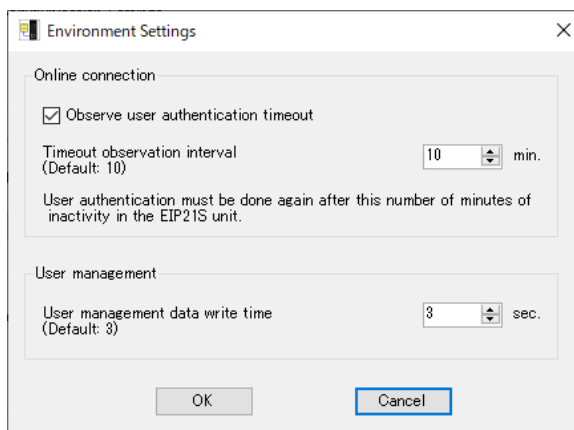 Environment Settings
Online connection
Observe user authentication timeout
Timeout observation interval
(Default: 10)
10
min.
User authentication must be done again after this number of minutes of
inactivity in the EIP21S unit.
User management
User management data write time
(Default: 3)
3
sec.
OK
Cancel